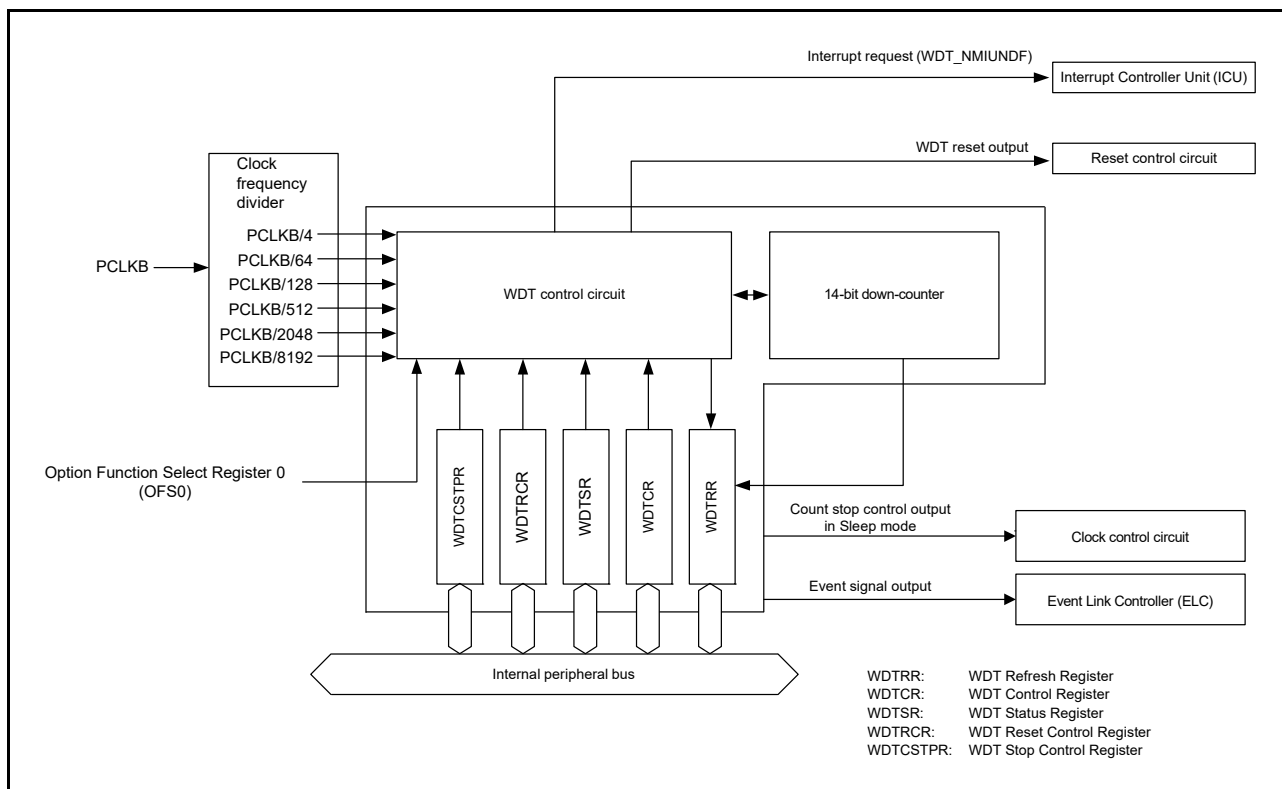 Interrupt request (WDT_NMIUNDF)
Interrupt Controller Unit (ICU)
WDT reset output
Reset control circuit
Clock
frequency
divider
PCLKB/4
PCLKB/64
PCLKB/128
PCLKB/512
PCLKB/2048
PCLKB/8192
PCLKB
WDT control circuit
14-bit down-counter
Option Function Select Register 0
(OFS0)
WDTCSTPR
WDTRCR
WDTSR
WDTCR
WDTRR
Count stop control output
in Sleep mode
Clock control circuit
Event signal output
Event Link Controller (ELC)
Internal peripheral bus
WDTRR: WDT Refresh Register
WDTCR: WDT Control Register
WDTSR: WDT Status Register
WDTRCR: WDT Reset Control Register
WDTCSTPR: WDT Stop Control Register